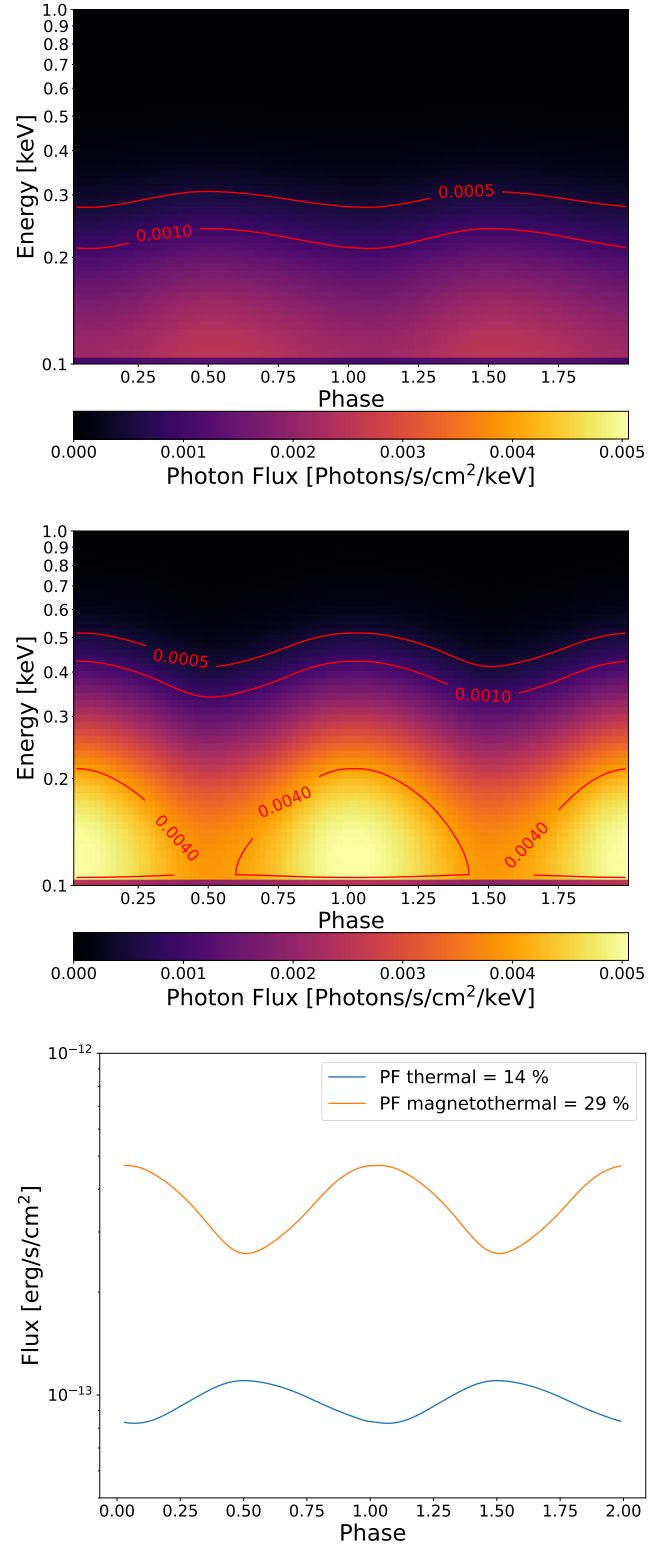 1.0
0.9
0.8
0.7
0.6
0.5
0.4
0.3
0.2
0.1
Energy [keV]
0.0005
0.0010
0.25 0.50 0.75 1.00 1.25 1.50 1.75
Phase
0.000 0.001 0.002 0.003 0.004 0.005
Photon Flux [Photons/s/cm²/keV]
1.0
0.9
0.8
0.7
0.6
0.5
0.4
0.3
0.2
0.1
Energy [keV]
0.0005
0.0010
0.0040
0.0040
0.0040
0.25 0.50 0.75 1.00 1.25 1.50 1.75
Phase
0.000 0.001 0.002 0.003 0.004 0.005
Photon Flux [Photons/s/cm²/keV]
10⁻¹²
10⁻¹³
Flux [erg/s/cm²]
PF thermal = 14 %
PF magnetothermal = 29 %
0.00 0.25 0.50 0.75 1.00 1.25 1.50 1.75 2.00
Phase